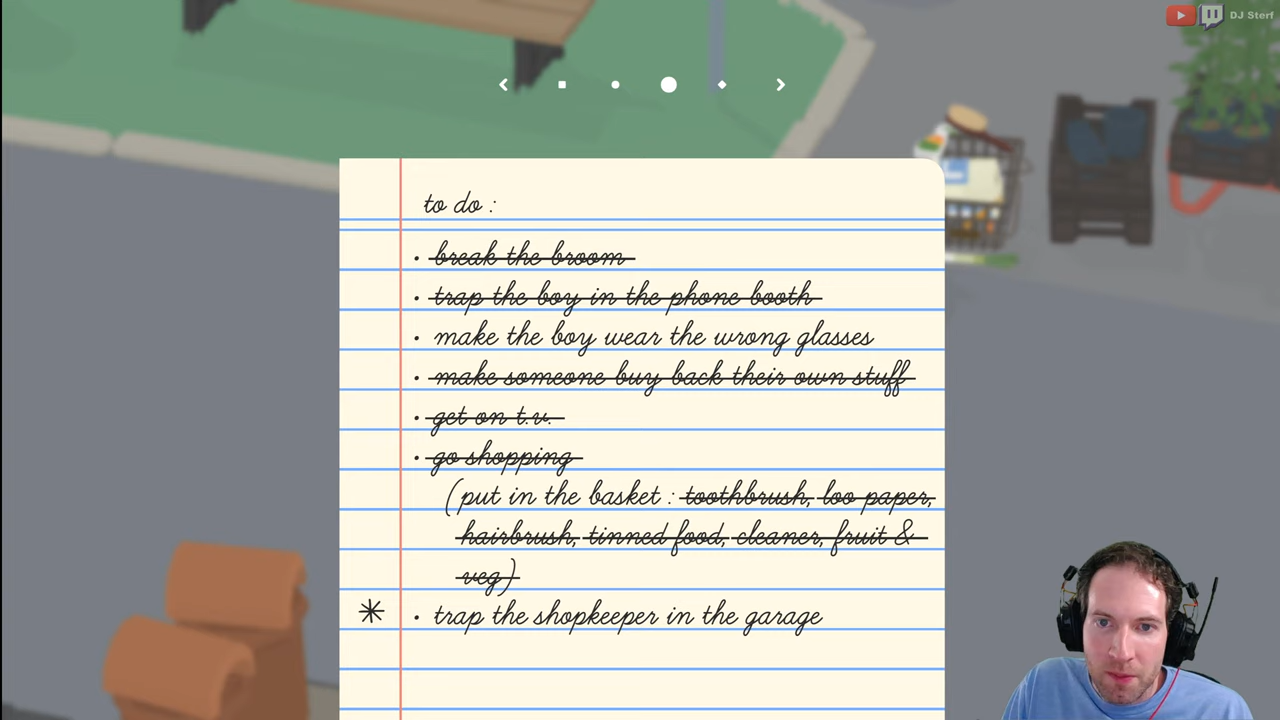 DJ Sterf
to do :
· break the broom
· trap the boy in the phone booth
· make the boy wear the wrong glasses
· make someone buy back their own stuff
· get on t.v.
· go shopping
(put in the basket : toothbrush, loo paper,
hairbrush, tinned food, cleaner, fruit &
veg)
* · trap the shopkeeper in the garage